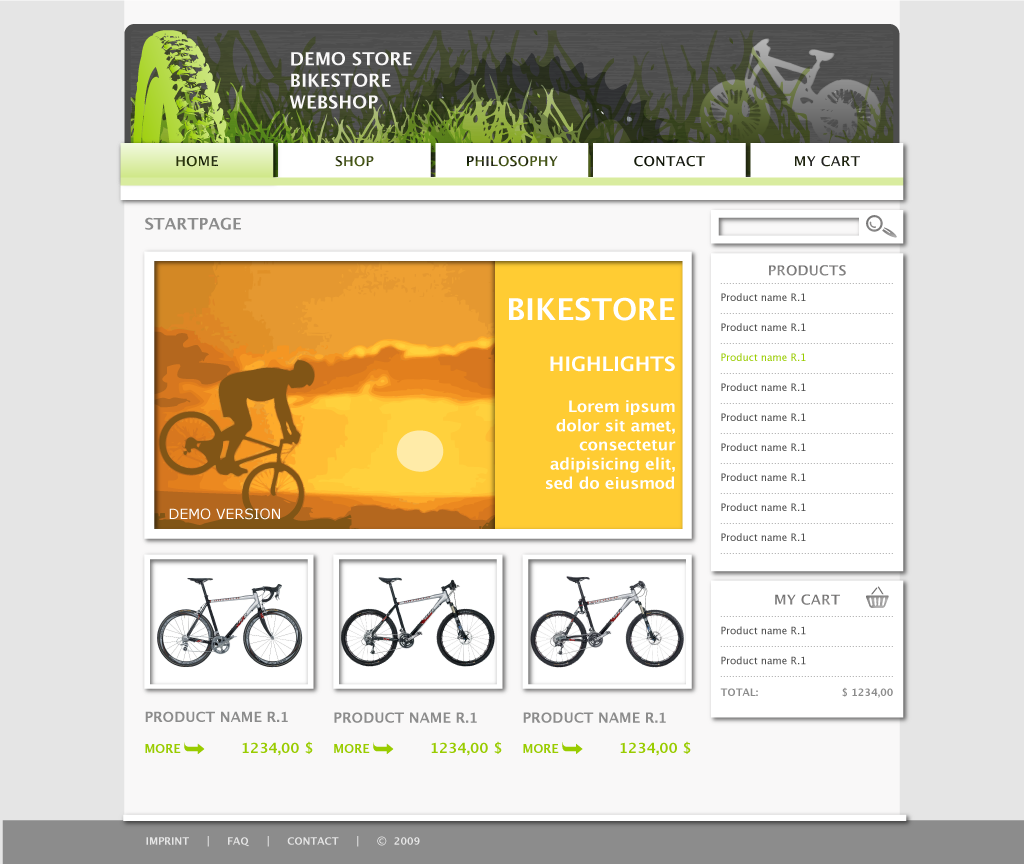 DEMO STORE
BIKESTORE
WEBSHOP
HOME
SHOP
PHILOSOPHY
CONTACT
MY CART
STARTPAGE
BIKESTORE
HIGHLIGHTS
Lorem ipsum
dolor sit amet,
consectetur
adipisicing elit,
sed do eiusmod
DEMO VERSION
PRODUCT NAME R.1
MORE 1234,00 $
PRODUCT NAME R.1
MORE 1234,00 $
PRODUCT NAME R.1
MORE 1234,00 $
PRODUCTS
Product name R.1
Product name R.1
Product name R.1
Product name R.1
Product name R.1
Product name R.1
Product name R.1
Product name R.1
Product name R.1
MY CART
Product name R.1
Product name R.1
TOTAL: $ 1234,00
IMPRINT | FAQ | CONTACT | © 2009